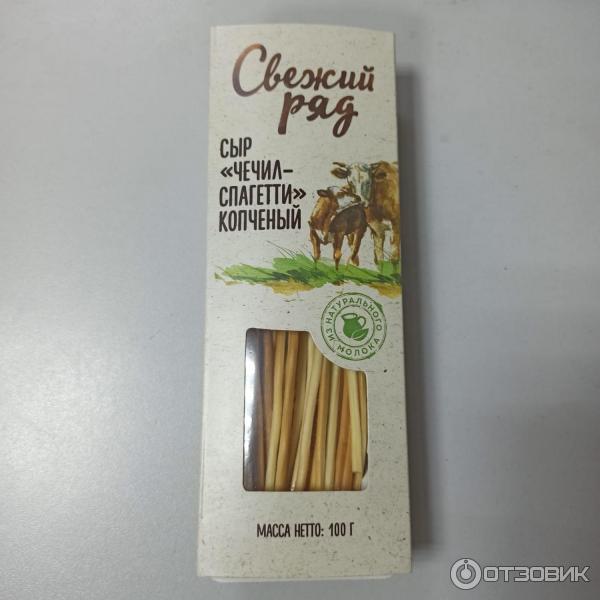 Свежий
ряд
СЫР
«ЧЕЧИЛ-
СПАГЕТТИ»
КОПЧЕНЫЙ
ИЗ НАТУРАЛЬНОГО
МОЛОКА
МАССА НЕТТО: 100 Г
ОТЗОВИК